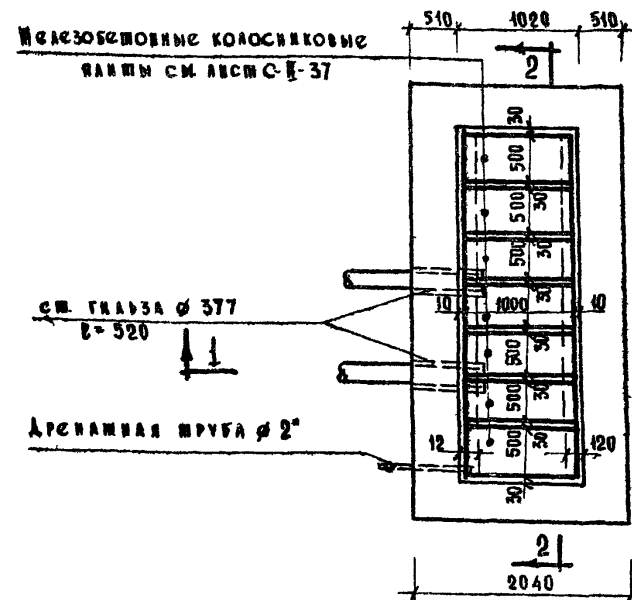 510 1020 510
Железобетонные колосниковые
плиты см. лист С-II-37
2
30
500
500 30
500 30
30
10 1000 10
ст. гильза ø 377
ℓ = 520
1
500 30
500 30
Дренажная труба ø 2"
12 500 30 120
30
2
2040